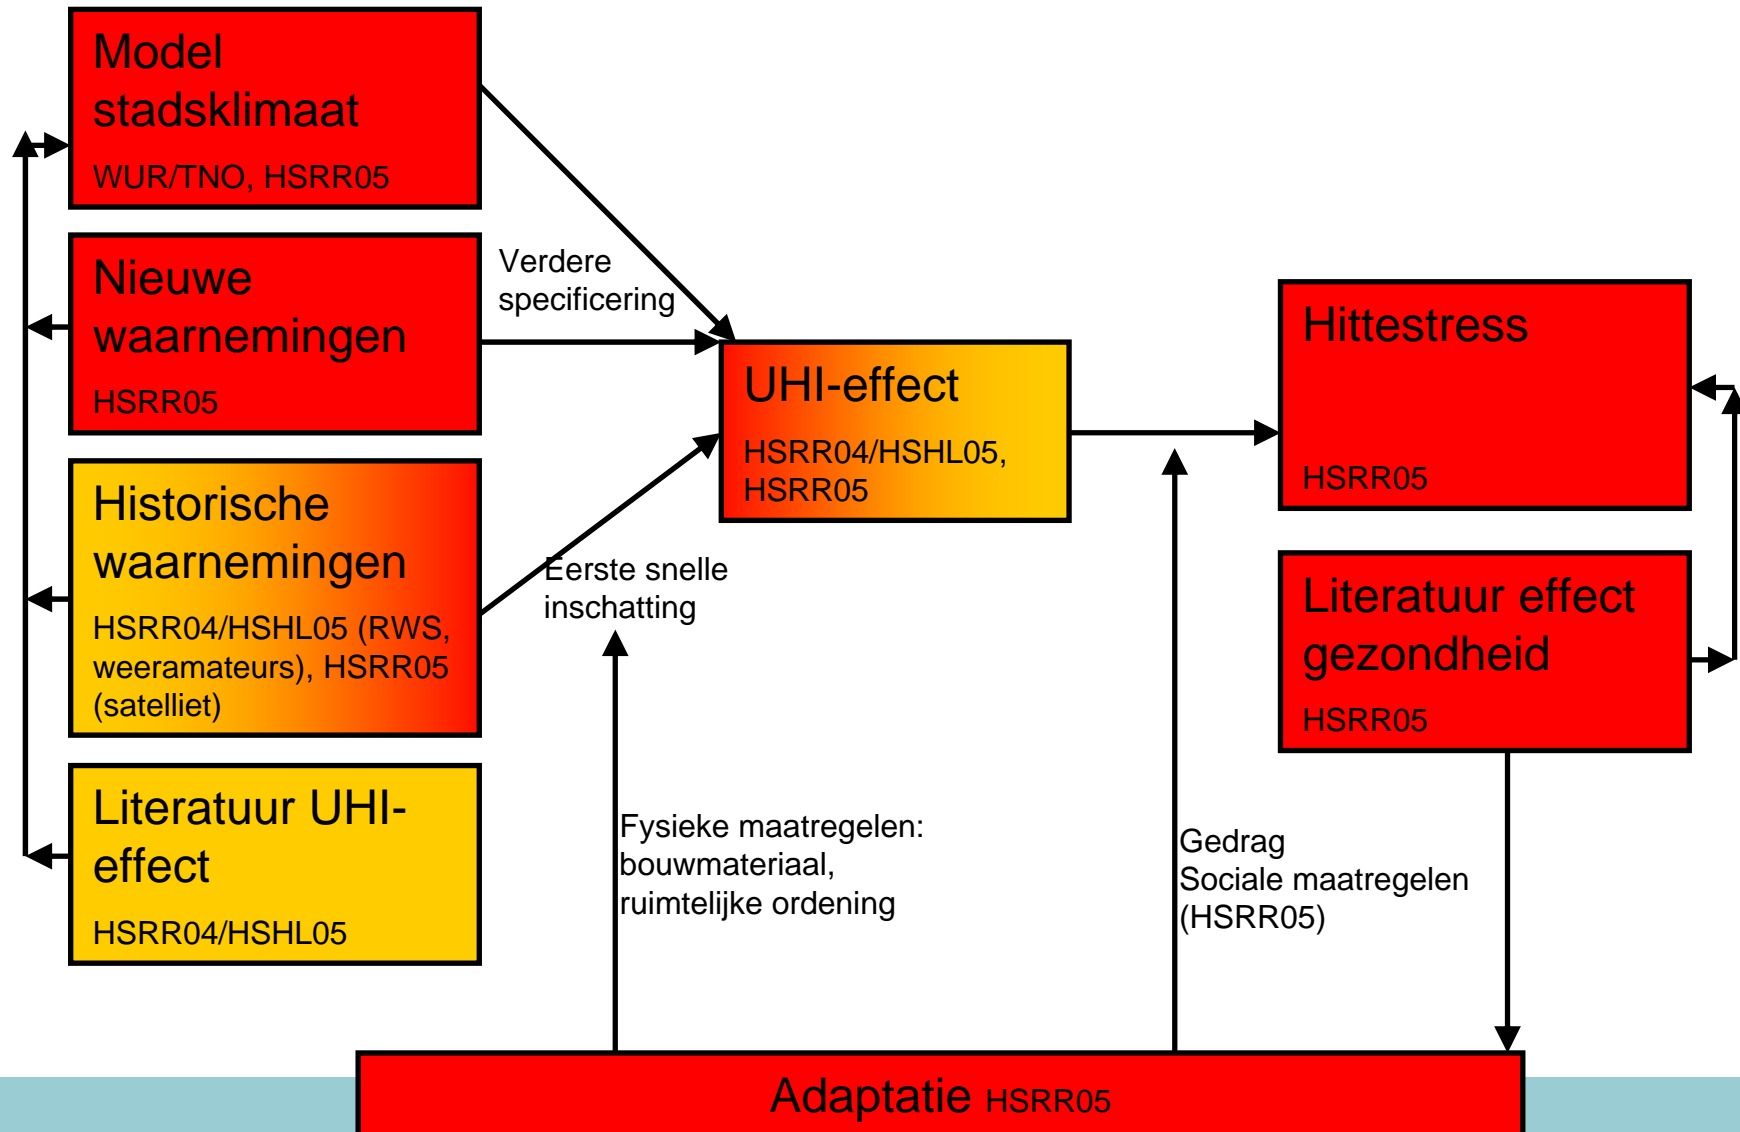 Model
stadsklimaat
WUR/TNO, HSRR05
Nieuwe
waarnemingen
HSRR05
Historische
waarnemingen
HSRR04/HSHL05 (RWS,
weeramateurs), HSRR05
(satelliet)
Literatuur UHI-
effect
HSRR04/HSHL05
Verdere
specificering
Eerste snelle
inschatting
UHI-effect
HSRR04/HSHL05,
HSRR05
Fysieke maatregelen:
bouwmateriaal,
ruimtelijke ordening
Gedrag
Sociale maatregelen
(HSRR05)
Hittestress
HSRR05
Literatuur effect
gezondheid
HSRR05
Adaptatie HSRR05